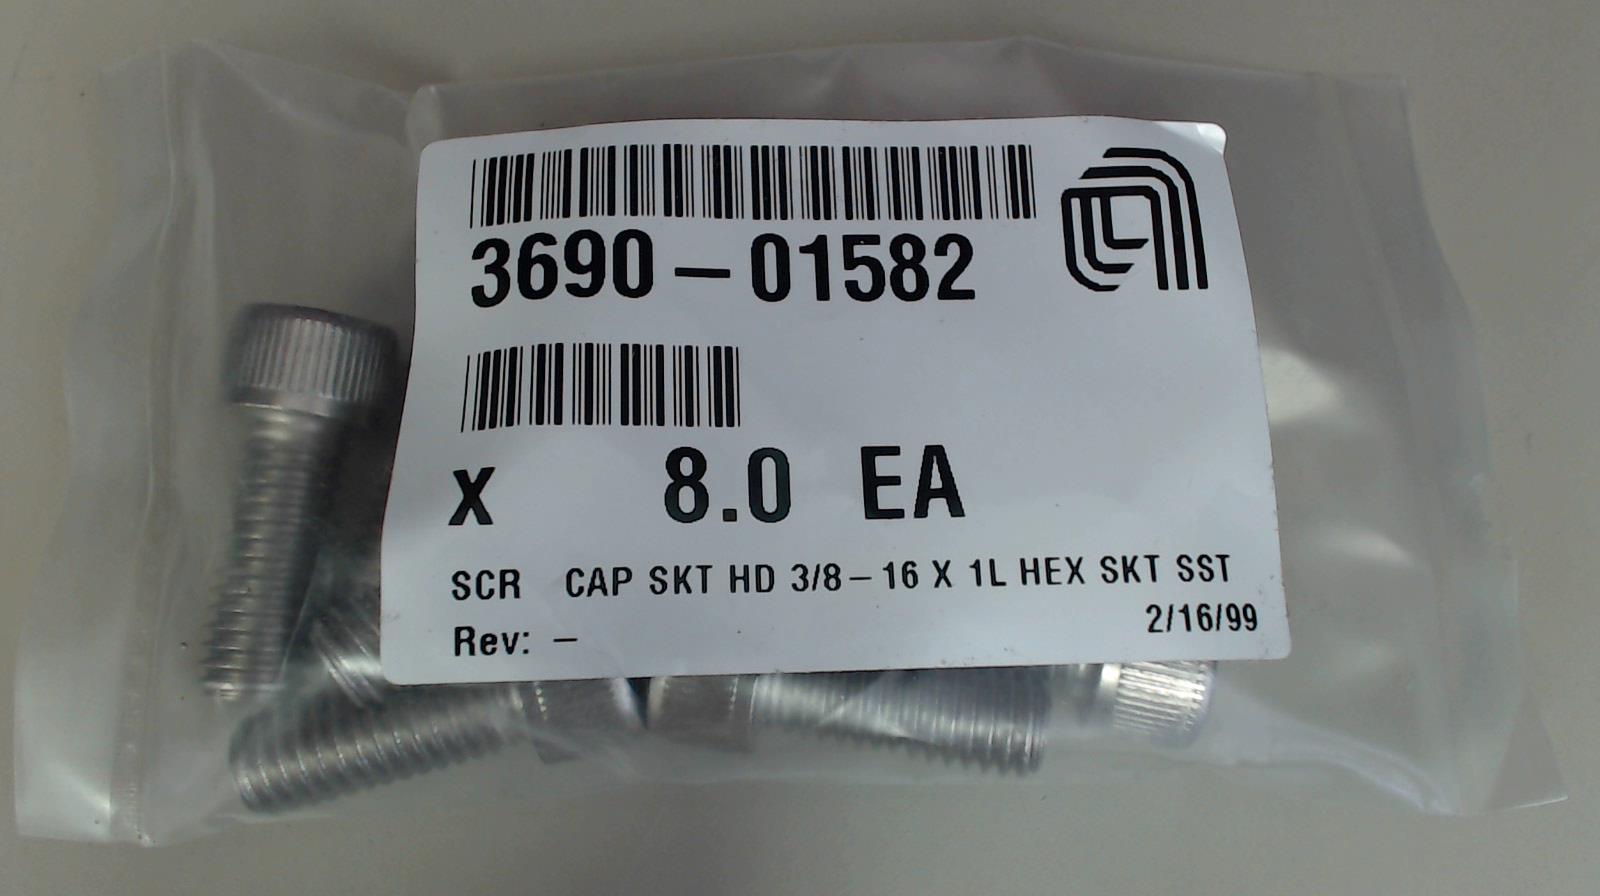 3690-01582
X 8.0 EA
SCR CAP SKT HD 3/8-16 X 1L HEX SKT SST
2/16/99
Rev: -